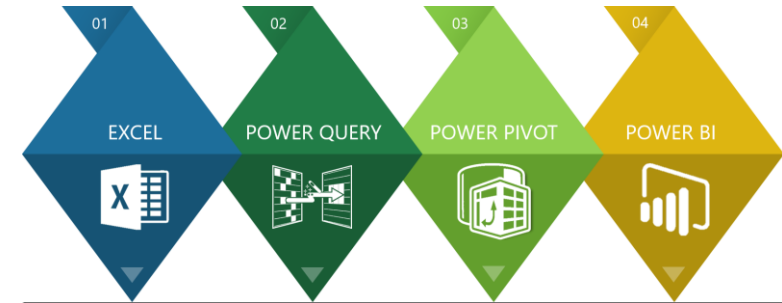 01
02
03
04
EXCEL
POWER QUERY
POWER PIVOT
POWER BI
X